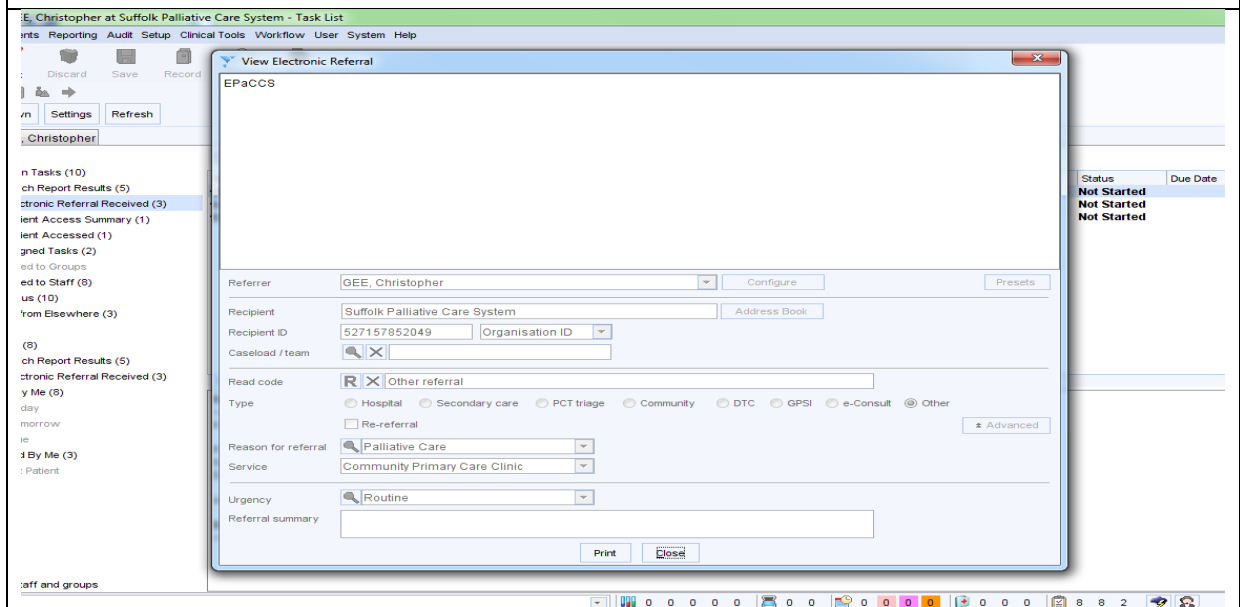 EE, Christopher at Suffolk Palliative Care System - Task List
ents Reporting Audit Setup Clinical Tools Workflow User System Help
Discard Save Record
wn Settings Refresh
, Christopher
n Tasks (10)
ch Report Results (5)
ctronic Referral Received (3)
ient Access Summary (1)
ient Accessed (1)
gned Tasks (2)
ed to Groups
ed to Staff (8)
us (10)
from Elsewhere (3)
(8)
ch Report Results (5)
ctronic Referral Received (3)
y Me (8)
day
morrow
ue
d By Me (3)
t Patient
taff and groups
View Electronic Referral
EPaCCS
Referrer GEE, Christopher Configure Presets
Recipient Suffolk Palliative Care System Address Book
Recipient ID 527157852049 Organisation ID
Caseload / team
Read code R Other referral
Type Hospital Secondary care PCT triage Community DTC GPSI e-Consult Other
Re-referral Advanced
Reason for referral Palliative Care
Service Community Primary Care Clinic
Urgency Routine
Referral summary
Print Close
Status Due Date
Not Started
Not Started
Not Started
0 0 0 0 0 0 0 0 0 0 0 0 0 0 8 8 2